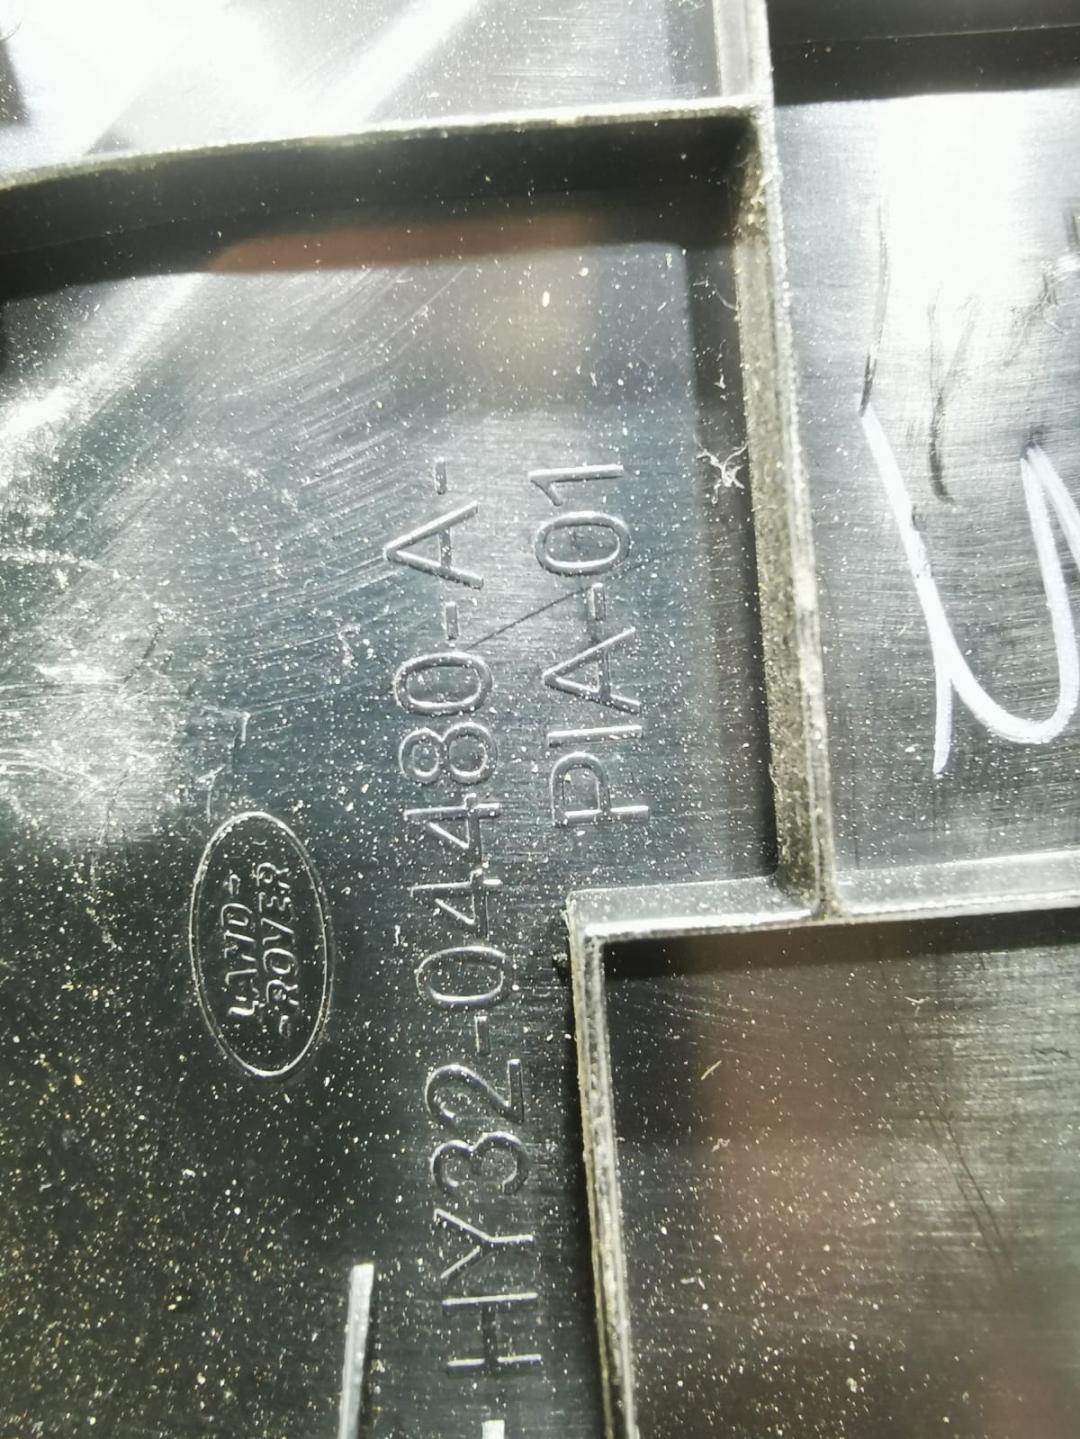 LAND-
-ROVER
HY32-04480-A-
PIA-01